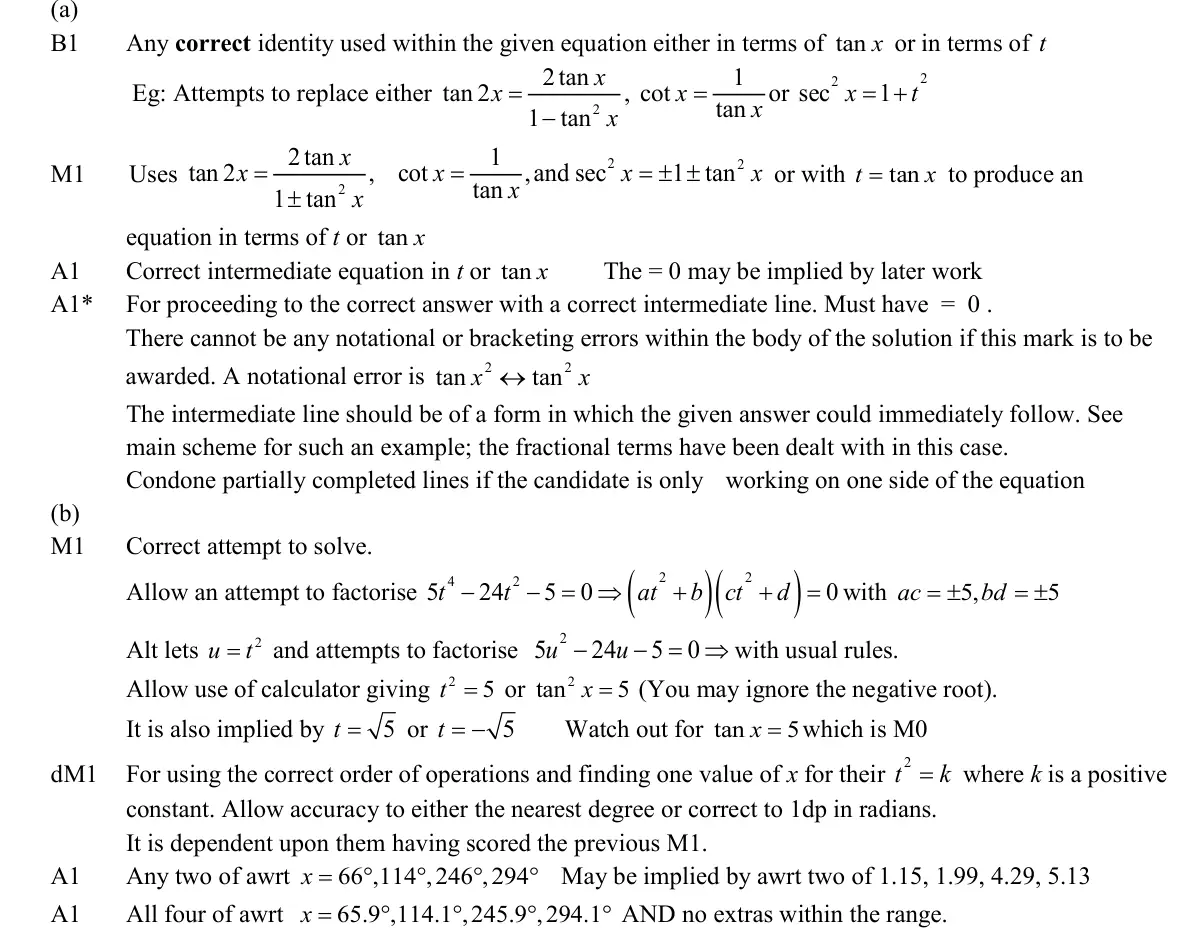 (a)
B1 Any correct identity used within the given equation either in terms of tan x or in terms of t
Eg: Attempts to replace either tan 2x = \frac{2 tan x}{1 − tan² x}, cot x = \frac{1}{tan x} or sec² x = 1 + t²
M1 Uses tan 2x = \frac{2 tan x}{1 ± tan² x}, cot x = \frac{1}{tan x}, and sec² x = ±1 ± tan² x or with t = tan x to produce an
equation in terms of t or tan x
A1 Correct intermediate equation in t or tan x The = 0 may be implied by later work
A1* For proceeding to the correct answer with a correct intermediate line. Must have = 0 .
There cannot be any notational or bracketing errors within the body of the solution if this mark is to be
awarded. A notational error is tan x² ↔ tan² x
The intermediate line should be of a form in which the given answer could immediately follow. See
main scheme for such an example; the fractional terms have been dealt with in this case.
Condone partially completed lines if the candidate is only working on one side of the equation
(b)
M1 Correct attempt to solve.
Allow an attempt to factorise 5t⁴ − 24t² − 5 = 0 ⇒ (at² + b)(ct² + d) = 0 with ac = ±5, bd = ±5
Alt lets u = t² and attempts to factorise 5u² − 24u − 5 = 0 ⇒ with usual rules.
Allow use of calculator giving t² = 5 or tan² x = 5 (You may ignore the negative root).
It is also implied by t = √5 or t = −√5 Watch out for tan x = 5 which is M0
dM1 For using the correct order of operations and finding one value of x for their t² = k where k is a positive
constant. Allow accuracy to either the nearest degree or correct to 1dp in radians.
It is dependent upon them having scored the previous M1.
A1 Any two of awrt x = 66°, 114°, 246°, 294° May be implied by awrt two of 1.15, 1.99, 4.29, 5.13
A1 All four of awrt x = 65.9°, 114.1°, 245.9°, 294.1° AND no extras within the range.